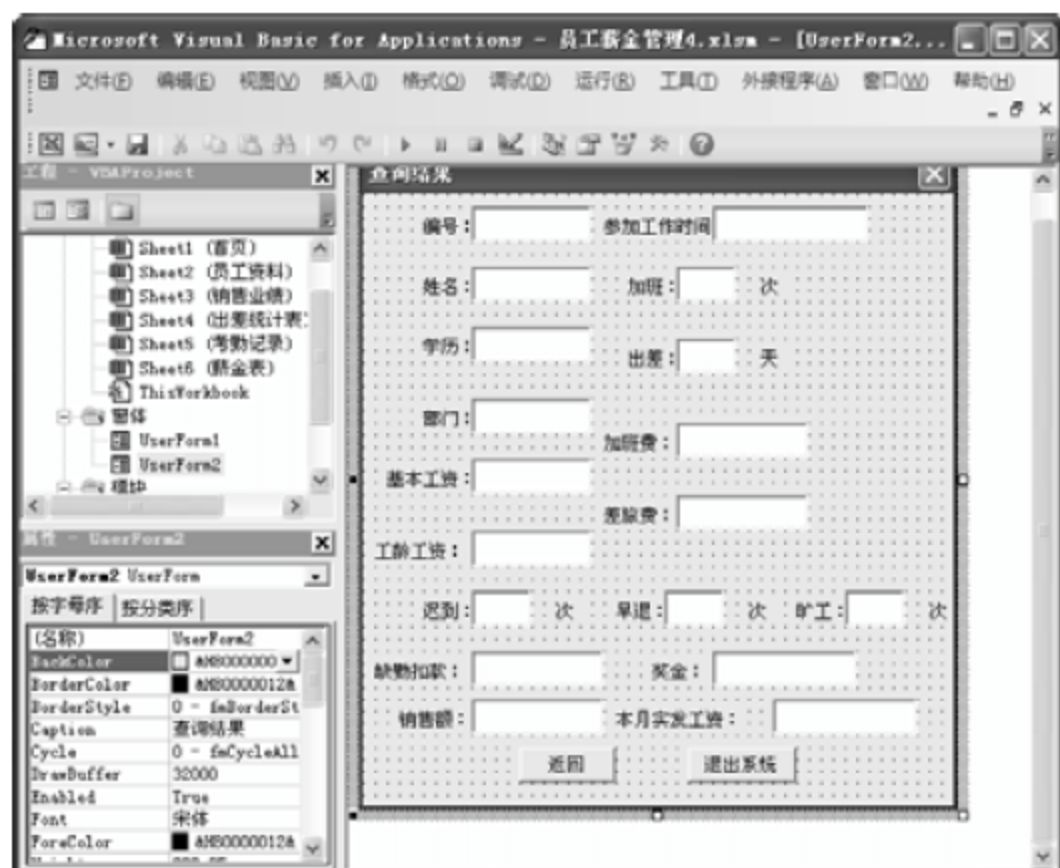 Microsoft Visual Basic for Applications - 员工薪金管理4.xlsm - [UserForm2...
文件(F) 编辑(E) 视图(V) 插入(I) 格式(O) 调试(D) 运行(R) 工具(T) 外接程序(A) 窗口(W) 帮助(H)
工程 - VBAProject
Sheet1 (首页)
Sheet2 (员工资料)
Sheet3 (销售业绩)
Sheet4 (出差统计表
Sheet5 (考勤记录)
Sheet6 (薪金表)
ThisWorkbook
窗体
UserForm1
UserForm2
模块
属性 - UserForm2
UserForm2 UserForm
按字母序 按分类序
(名称) UserForm2
BackColor &H8000000
BorderColor &H80000012&
BorderStyle 0 - fmBorderSt
Caption 查询结果
Cycle 0 - fmCycleAll
DrawBuffer 32000
Enabled True
Font 宋体
ForeColor &H80000012&
查询结果
编号： 参加工作时间
姓名： 加班： 次
学历： 出差： 天
部门：
加班费：
基本工资：
差旅费：
工龄工资：
迟到： 次 早退： 次 旷工： 次
缺勤扣款： 奖金：
销售额： 本月实发工资：
返回 退出系统